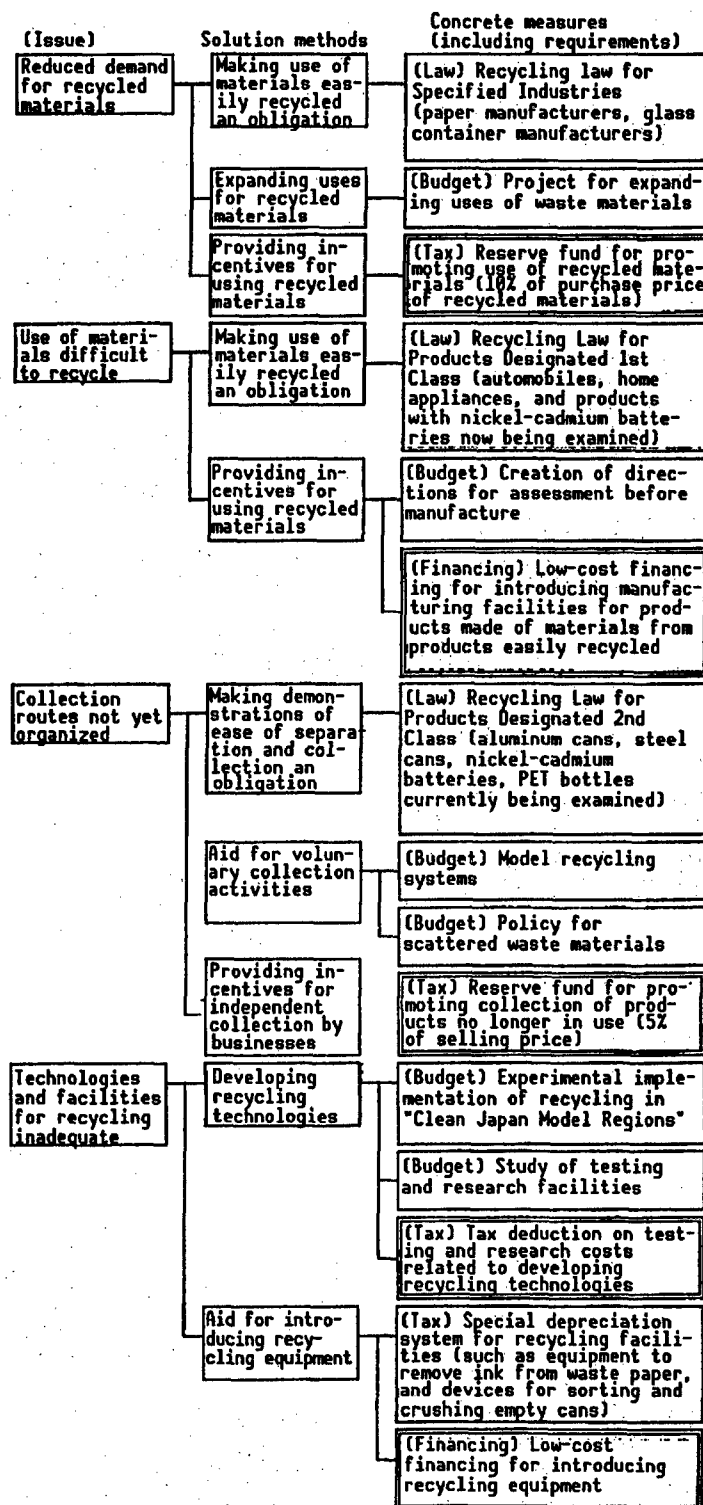 (Issue)
Solution methods
Concrete measures
(including requirements)
Reduced demand
for recycled
materials
Making use of
materials eas-
ily recycled
an obligation
(Law) Recycling law for
Specified Industries
(paper manufacturers, glass
container manufacturers)
Expanding uses
for recycled
materials
(Budget) Project for expand-
ing uses of waste materials
Providing in-
centives for
using recycled
materials
(Tax) Reserve fund for pro-
moting use of recycled mate-
rials (10% of purchase price
of recycled materials)
Use of materi-
als difficult
to recycle
Making use of
materials eas-
ily recycled
an obligation
(Law) Recycling Law for
Products Designated 1st
Class (automobiles, home
appliances, and products
with nickel-cadmium batte-
ries now being examined)
Providing in-
centives for
using recycled
materials
(Budget) Creation of direc-
tions for assessment before
manufacture
(Financing) Low-cost financ-
ing for introducing manufac-
turing facilities for prod-
ucts made of materials from
products easily recycled
Collection
routes not yet
organized
Making demon-
strations of
ease of separa-
tion and col-
lection an
obligation
(Law) Recycling Law for
Products Designated 2nd
Class (aluminum cans, steel
cans, nickel-cadmium
batteries, PET bottles
currently being examined)
Aid for volun-
ary collection
activities
(Budget) Model recycling
systems
(Budget) Policy for
scattered waste materials
Providing in-
centives for
independent
collection by
businesses
(Tax) Reserve fund for pro-
moting collection of prod-
ucts no longer in use (5%
of selling price)
Technologies
and facilities
for recycling
inadequate
Developing
recycling
technologies
(Budget) Experimental imple-
mentation of recycling in
"Clean Japan Model Regions"
(Budget) Study of testing
and research facilities
(Tax) Tax deduction on test-
ing and research costs
related to developing
recycling technologies
Aid for intro-
ducing recy-
cling equipment
(Tax) Special depreciation
system for recycling facili-
ties (such as equipment to
remove ink from waste paper,
and devices for sorting and
crushing empty cans)
(Financing) Low-cost
financing for introducing
recycling equipment